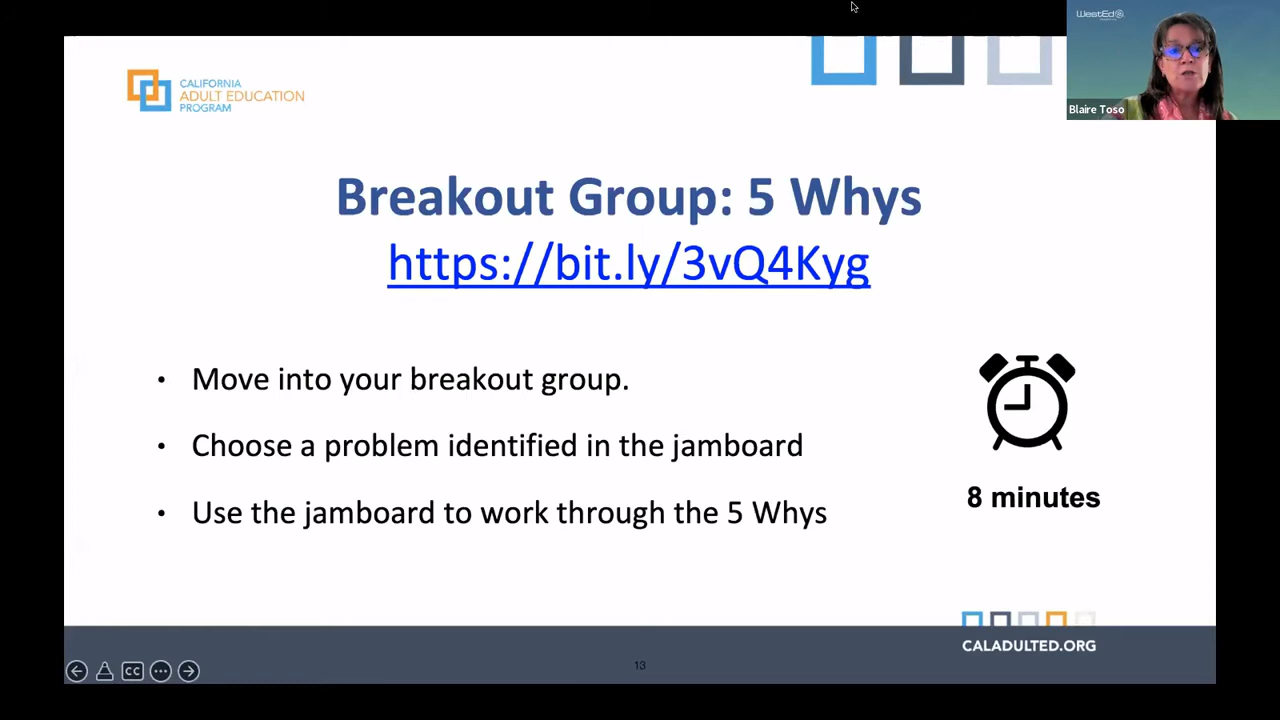 WestEd
Blaire Toso
CALIFORNIA
ADULT EDUCATION
PROGRAM
Breakout Group: 5 Whys
https://bit.ly/3vQ4Kyg
• Move into your breakout group.
• Choose a problem identified in the jamboard
• Use the jamboard to work through the 5 Whys
8 minutes
CALADULTED.ORG
13
CC